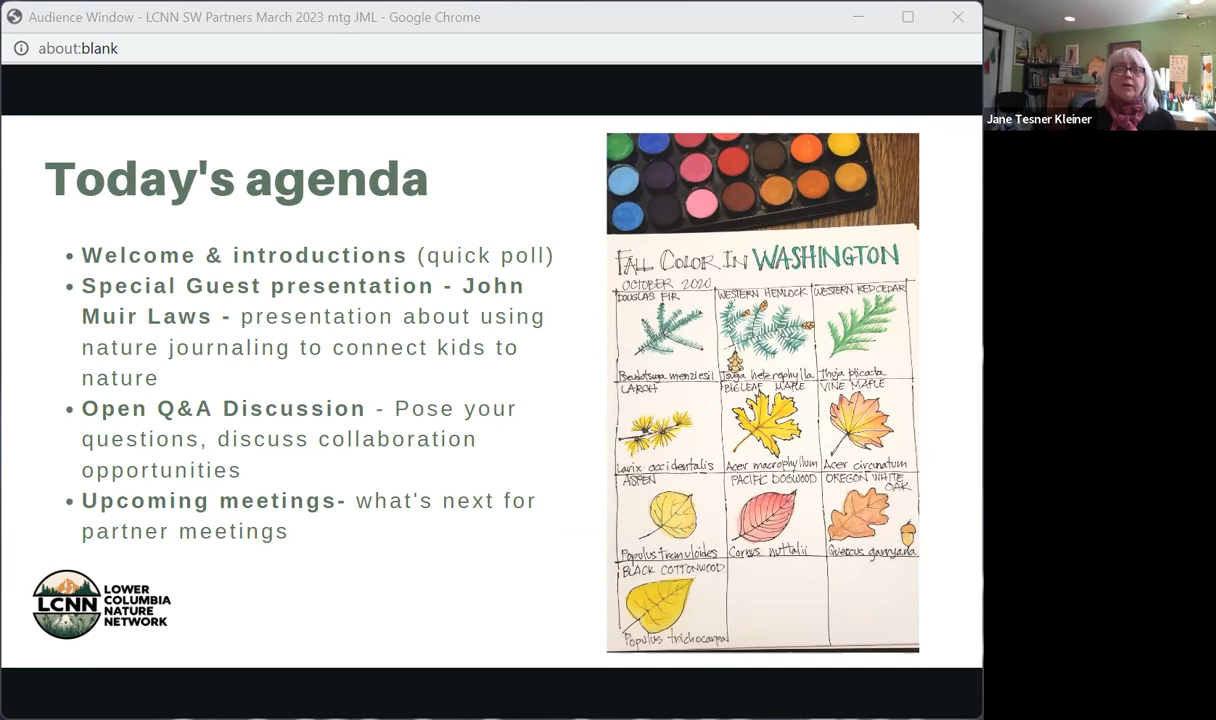 Audience Window - LCNN SW Partners March 2023 mtg JML - Google Chrome
about:blank
Jane Tesner Kleiner
Today's agenda
• Welcome & introductions (quick poll)
• Special Guest presentation - John
Muir Laws - presentation about using
nature journaling to connect kids to
nature
• Open Q&A Discussion - Pose your
questions, discuss collaboration
opportunities
• Upcoming meetings- what's next for
partner meetings
LCNN
LOWER
COLUMBIA
NATURE
NETWORK
FALL COLOR IN WASHINGTON
OCTOBER 2020
DOUGLAS FIR
WESTERN HEMLOCK
WESTERN REDCEDAR
Pseudotsuga menziesii
Tsuga heterophylla
Thuja plicata
LARCH
BIGLEAF MAPLE
VINE MAPLE
Larix occidentalis
Acer macrophyllum
Acer circinatum
ASPEN
PACIFIC DOGWOOD
OREGON WHITE
OAK
Populus tremuloides
Cornus nuttalii
Quercus garryana
BLACK COTTONWOOD
Populus trichocarpa